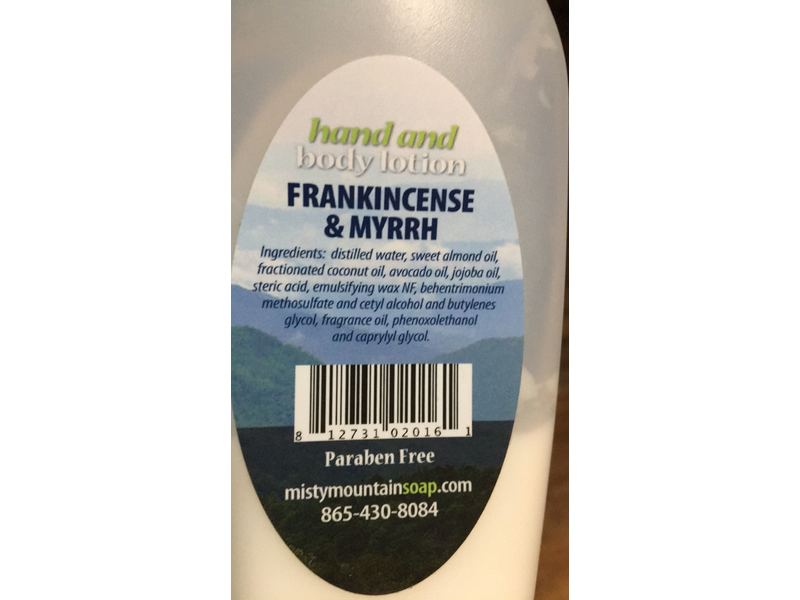 hand and
body lotion
FRANKINCENSE
& MYRRH
Ingredients: distilled water, sweet almond oil,
fractionated coconut oil, avocado oil, jojoba oil,
steric acid, emulsifying wax NF, behentrimonium
methosulfate and cetyl alcohol and butylenes
glycol, fragrance oil, phenoxolethanol
and caprylyl glycol.
8 12731 02016 1
Paraben Free
mistymountainsoap.com
865-430-8084